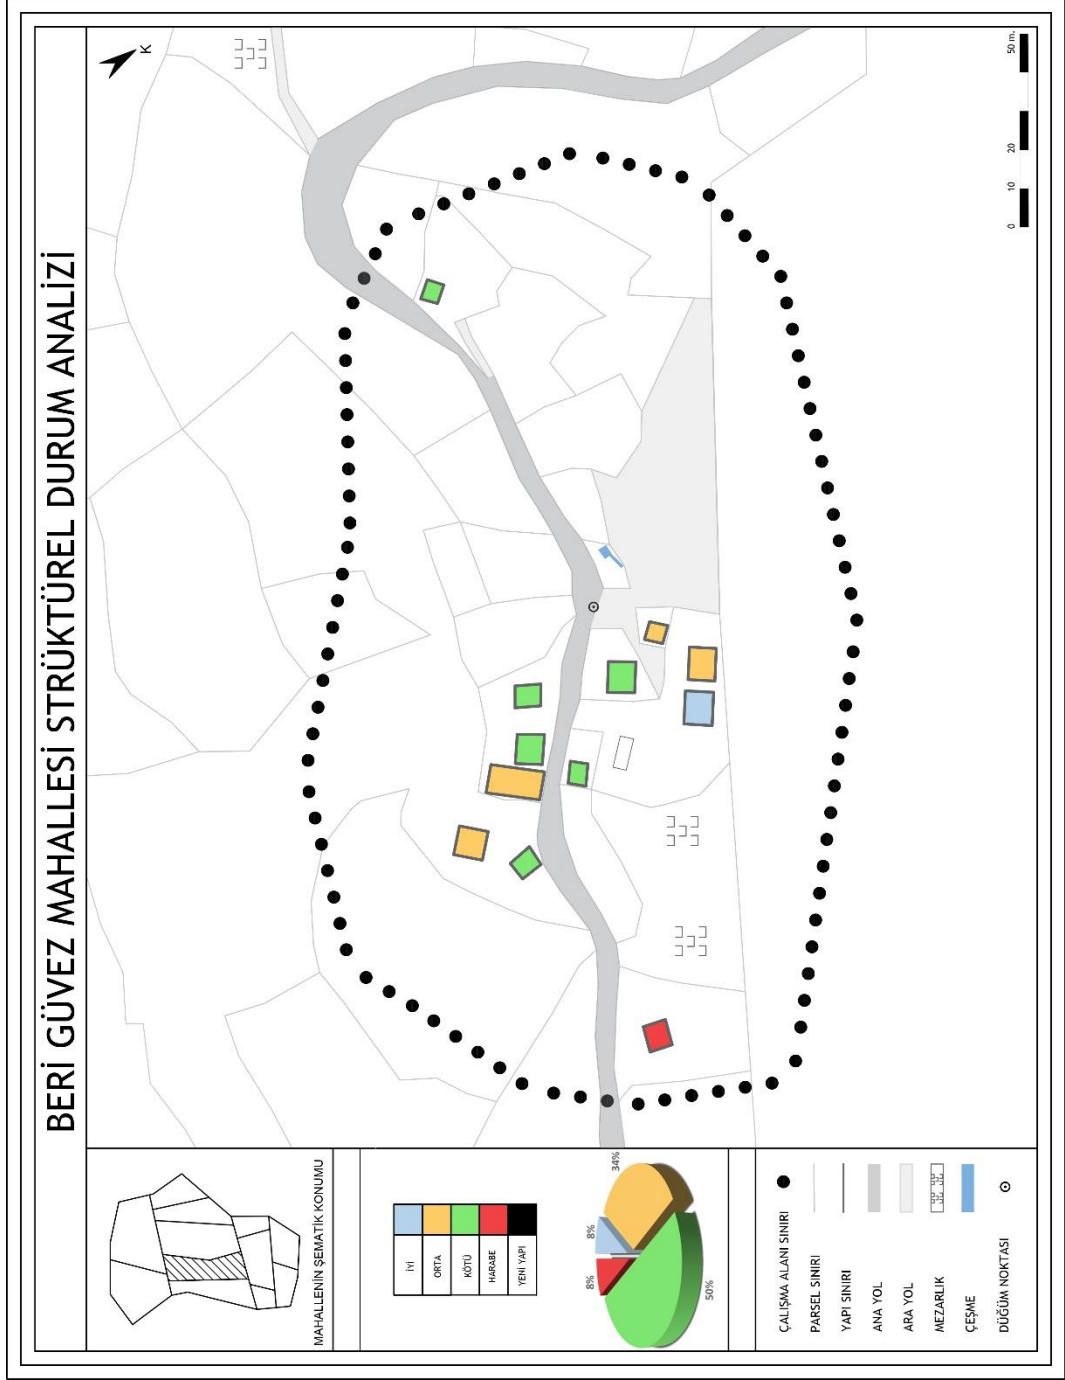 BERİ GÜVEZ MAHALLESİ STRÜKTÜREL DURUM ANALİZİ
K
0 10 20 50 m.
MAHALLENİN ŞEMATİK KONUMU
İYİ
ORTA
KÖTÜ
HARABE
YENİ YAPI
8%
34%
8%
50%
ÇALIŞMA ALANI SINIRI
PARSEL SINIRI
YAPI SINIRI
ANA YOL
ARA YOL
MEZARLIK
ÇEŞME
DÜĞÜM NOKTASI